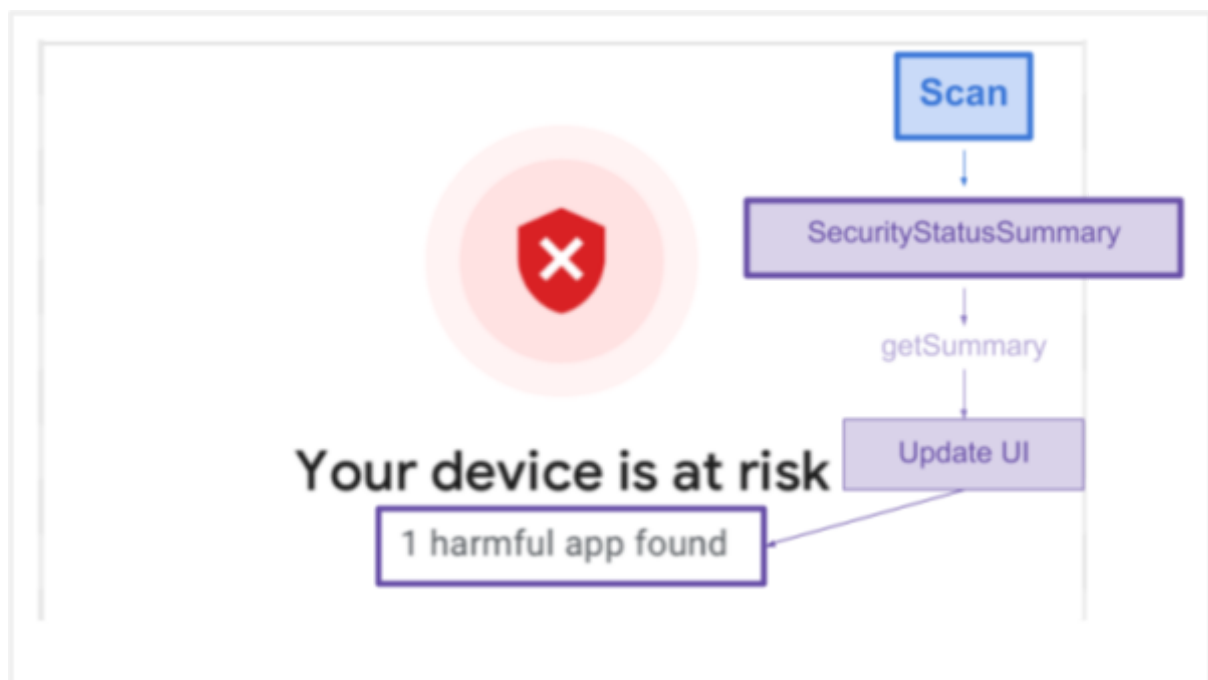 Scan
SecurityStatusSummary
getSummary
Update UI
Your device is at risk
1 harmful app found